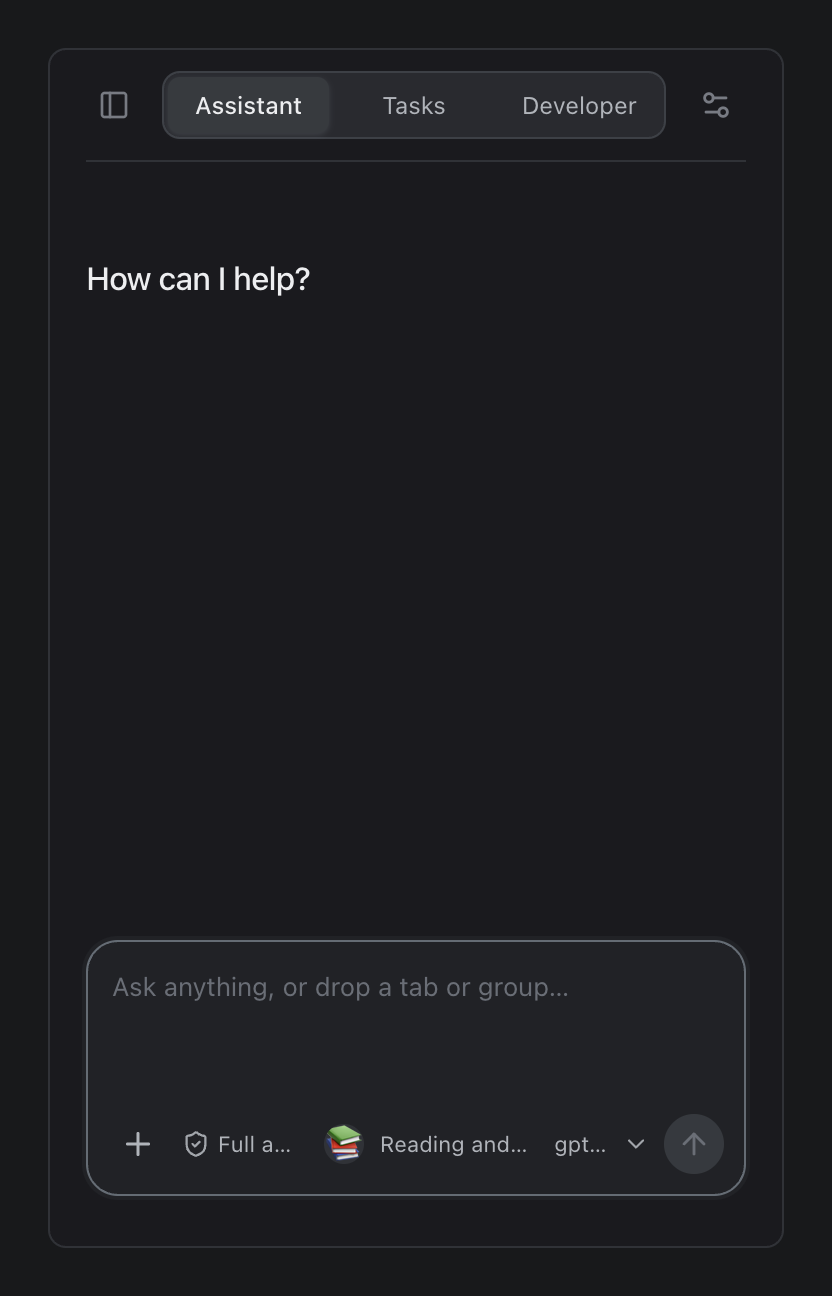 Assistant
Tasks
Developer
How can I help?
Ask anything, or drop a tab or group...
Full a...
Reading and...
gpt...